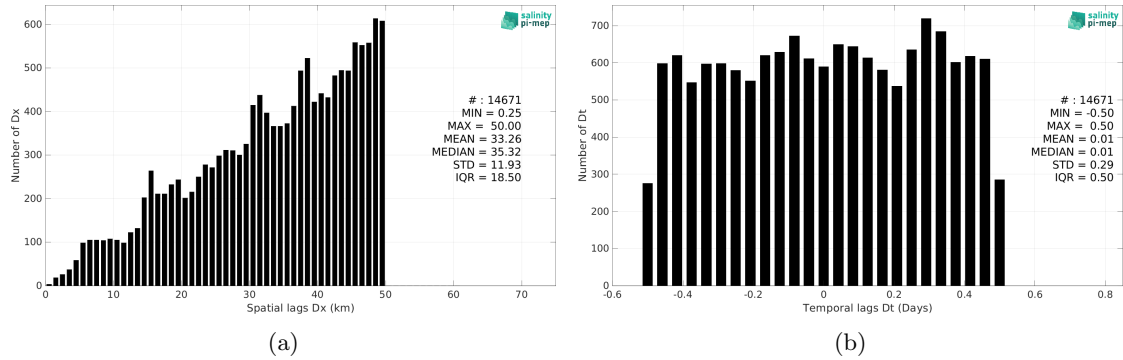 600
500
400
300
200
100
0
Number of Dx
0 10 20 30 40 50 60 70
Spatial lags Dx (km)
salinity
pi-mep
# : 14671
MIN = 0.25
MAX = 50.00
MEAN = 33.26
MEDIAN = 35.32
STD = 11.93
IQR = 18.50
(a)
700
600
500
400
300
200
100
0
Number of Dt
-0.6 -0.4 -0.2 0 0.2 0.4 0.6 0.8
Temporal lags Dt (Days)
salinity
pi-mep
# : 14671
MIN = -0.50
MAX = 0.50
MEAN = 0.01
MEDIAN = 0.01
STD = 0.29
IQR = 0.50
(b)